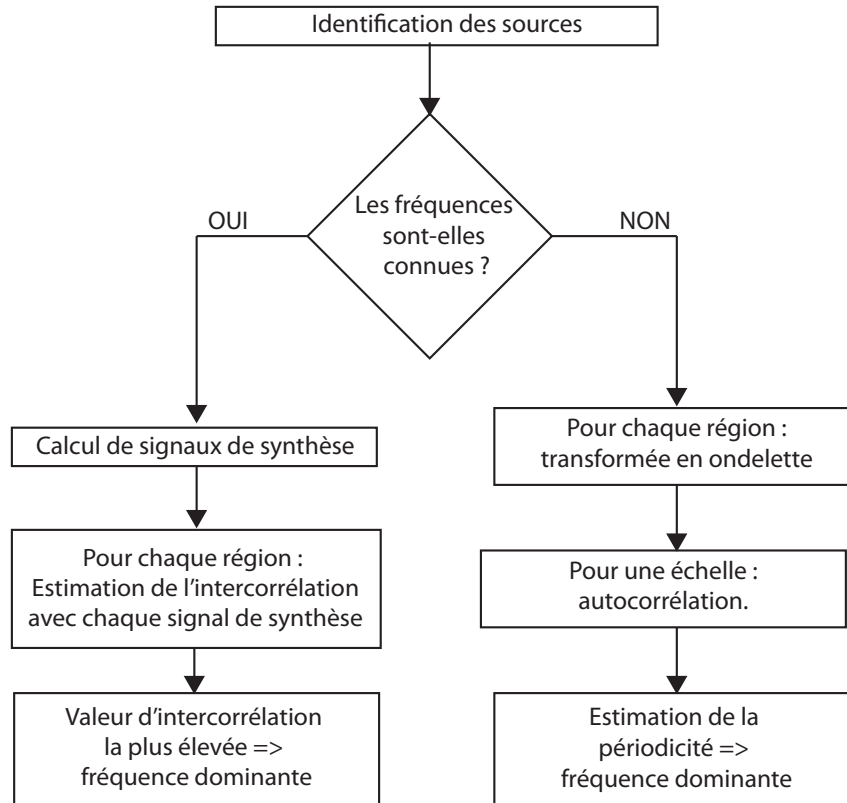 Identification des sources
Les fréquences
sont-elles
connues ?
OUI
NON
Calcul de signaux de synthèse
Pour chaque région :
Estimation de l'intercorrélation
avec chaque signal de synthèse
Valeur d'intercorrélation
la plus élevée =>
fréquence dominante
Pour chaque région :
transformée en ondelette
Pour une échelle :
autocorrélation.
Estimation de la
périodicité =>
fréquence dominante